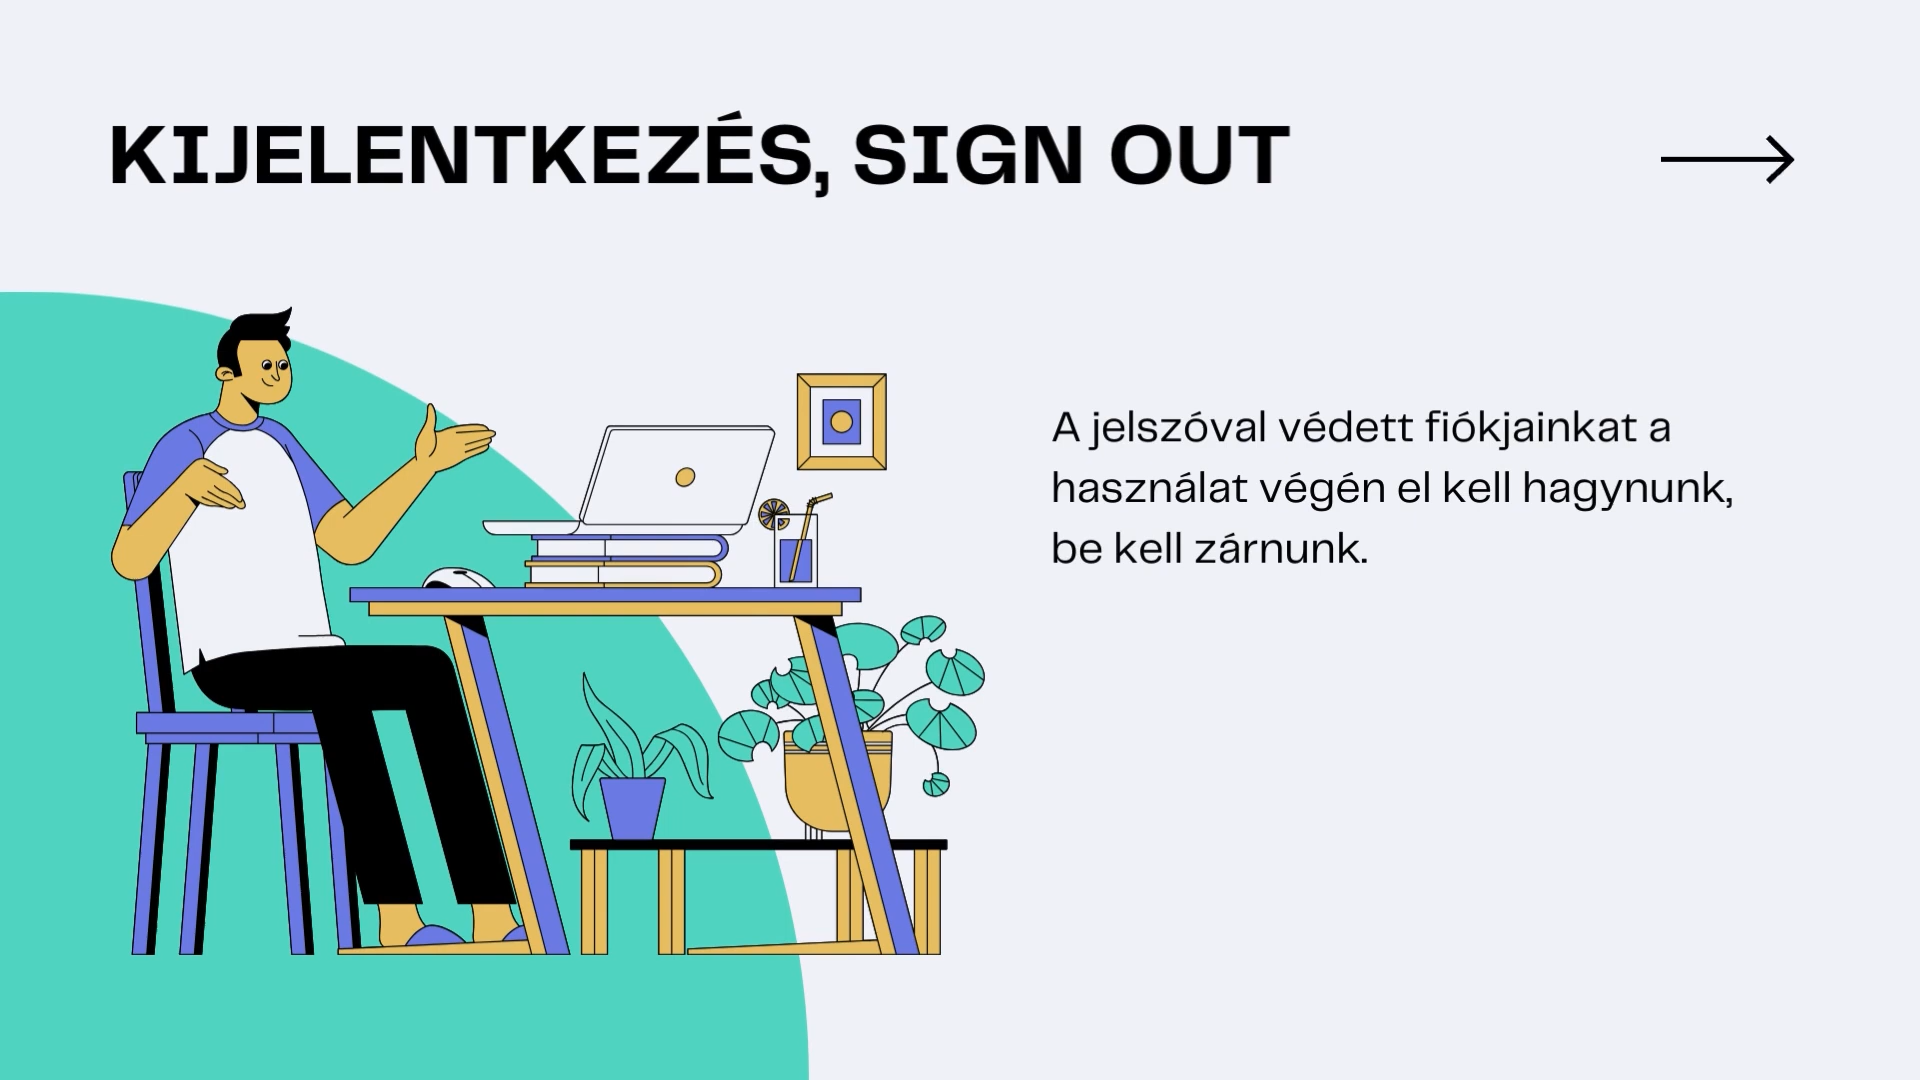 KIJELENTKEZÉS, SIGN OUT
A jelszóval védett fiókjainkat a
használat végén el kell hagynunk,
be kell zárnunk.